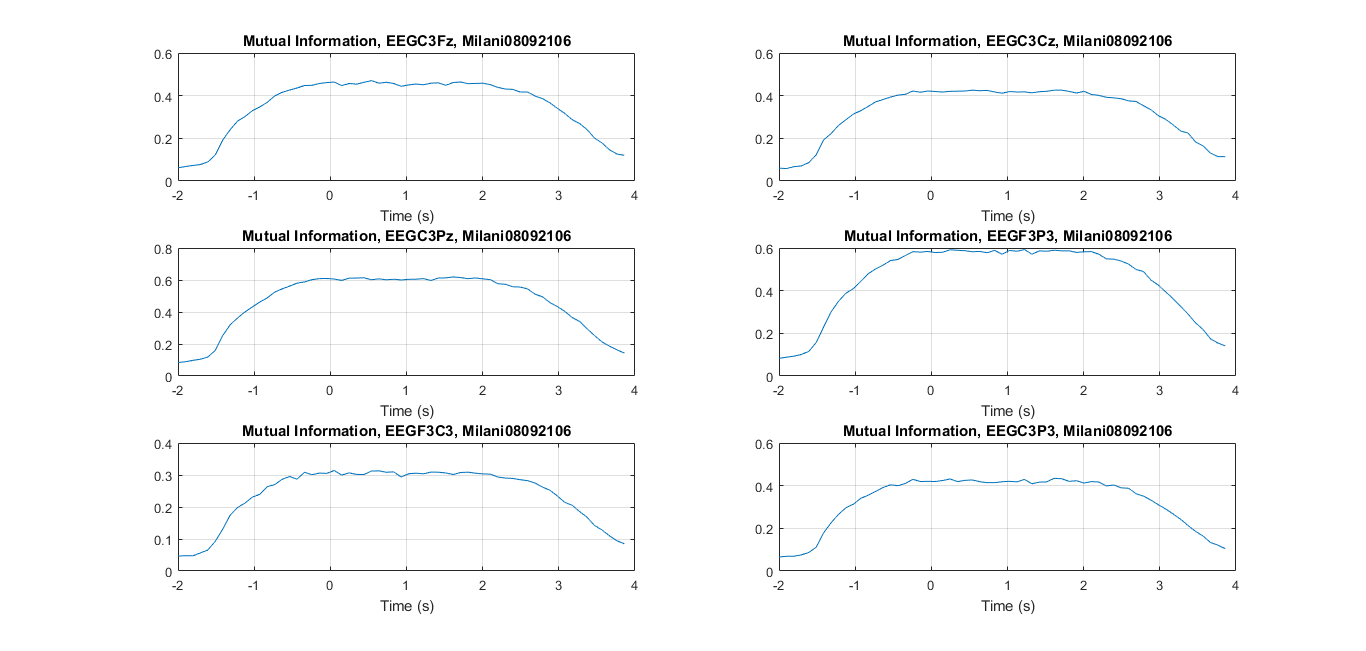 Mutual Information, EEGC3Fz, Milani08092106
0.6
0.4
0.2
0
-2 -1 0 1 2 3 4
Time (s)
Mutual Information, EEGC3Cz, Milani08092106
0.6
0.4
0.2
0
-2 -1 0 1 2 3 4
Time (s)
Mutual Information, EEGC3Pz, Milani08092106
0.8
0.6
0.4
0.2
0
-2 -1 0 1 2 3 4
Time (s)
Mutual Information, EEGF3P3, Milani08092106
0.6
0.4
0.2
0
-2 -1 0 1 2 3 4
Time (s)
Mutual Information, EEGF3C3, Milani08092106
0.4
0.3
0.2
0.1
0
-2 -1 0 1 2 3 4
Time (s)
Mutual Information, EEGC3P3, Milani08092106
0.6
0.4
0.2
0
-2 -1 0 1 2 3 4
Time (s)